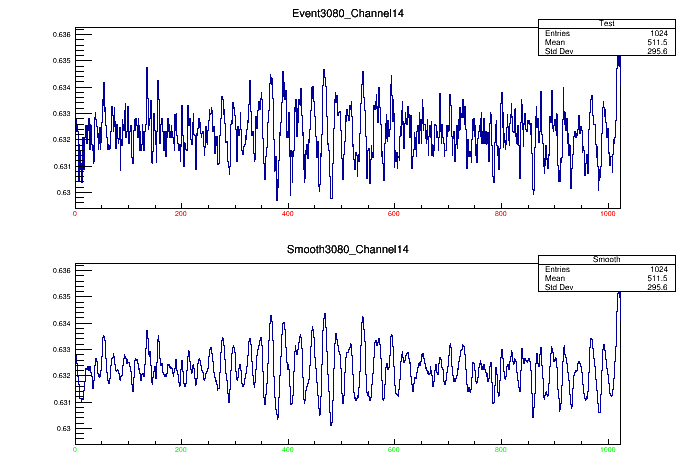 Event3080_Channel14
Test
Entries 1024
Mean 511.5
Std Dev 295.6
0.636
0.635
0.634
0.633
0.632
0.631
0.63
0 200 400 600 800 1000
Smooth3080_Channel14
Smooth
Entries 1024
Mean 511.5
Std Dev 295.6
0.636
0.635
0.634
0.633
0.632
0.631
0.63
0 200 400 600 800 1000